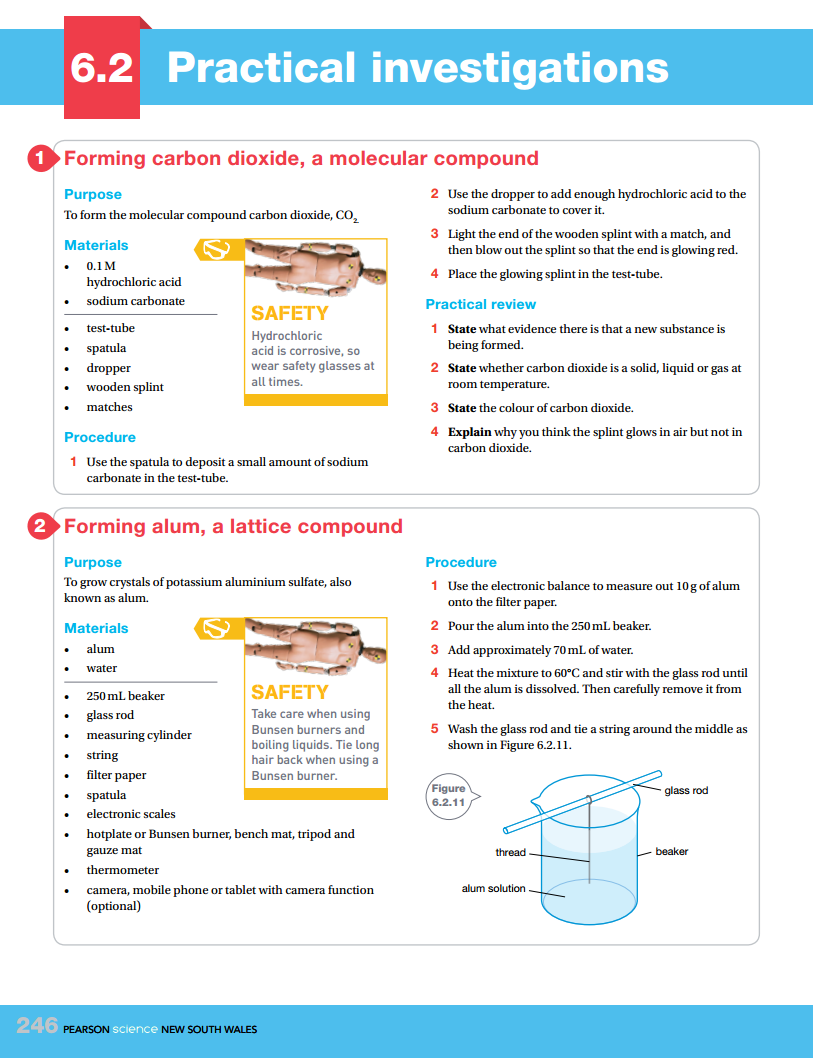 6.2 Practical investigations
1 Forming carbon dioxide, a molecular compound
Purpose
To form the molecular compound carbon dioxide, CO2.
Materials
• 0.1 M
hydrochloric acid
• sodium carbonate
• test-tube
• spatula
• dropper
• wooden splint
• matches
SAFETY
Hydrochloric
acid is corrosive, so
wear safety glasses at
all times.
Procedure
1 Use the spatula to deposit a small amount of sodium
carbonate in the test-tube.
2 Use the dropper to add enough hydrochloric acid to the
sodium carbonate to cover it.
3 Light the end of the wooden splint with a match, and
then blow out the splint so that the end is glowing red.
4 Place the glowing splint in the test-tube.
Practical review
1 State what evidence there is that a new substance is
being formed.
2 State whether carbon dioxide is a solid, liquid or gas at
room temperature.
3 State the colour of carbon dioxide.
4 Explain why you think the splint glows in air but not in
carbon dioxide.
2 Forming alum, a lattice compound
Purpose
To grow crystals of potassium aluminium sulfate, also
known as alum.
Materials
• alum
• water
• 250 mL beaker
• glass rod
• measuring cylinder
• string
• filter paper
• spatula
• electronic scales
• hotplate or Bunsen burner, bench mat, tripod and
gauze mat
• thermometer
• camera, mobile phone or tablet with camera function
(optional)
SAFETY
Take care when using
Bunsen burners and
boiling liquids. Tie long
hair back when using a
Bunsen burner.
Procedure
1 Use the electronic balance to measure out 10 g of alum
onto the filter paper.
2 Pour the alum into the 250 mL beaker.
3 Add approximately 70 mL of water.
4 Heat the mixture to 60°C and stir with the glass rod until
all the alum is dissolved. Then carefully remove it from
the heat.
5 Wash the glass rod and tie a string around the middle as
shown in Figure 6.2.11.
Figure
6.2.11
glass rod
thread
beaker
alum solution
246 PEARSON science NEW SOUTH WALES